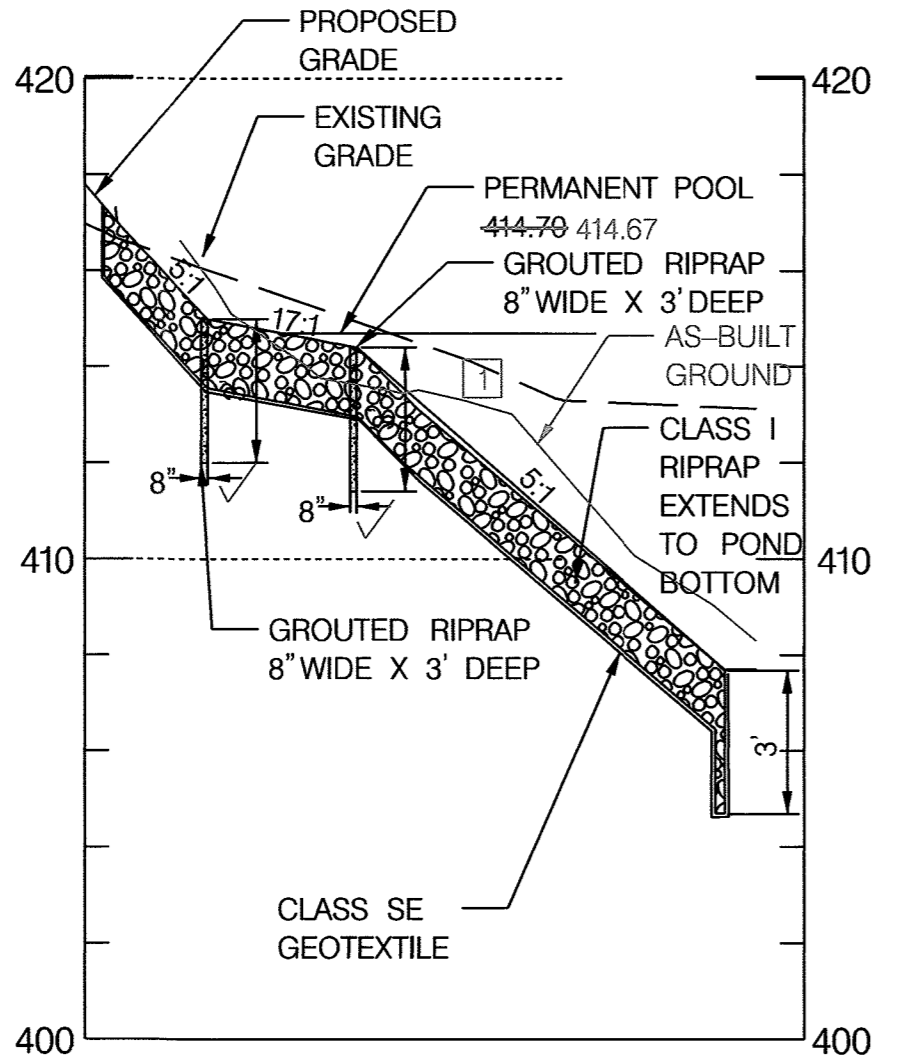 PROPOSED
GRADE
420
420
EXISTING
GRADE
PERMANENT POOL
414.70 414.67
GROUTED RIPRAP
8" WIDE X 3' DEEP
5:1
17:1
AS-BUILT
GROUND
1
CLASS I
RIPRAP
EXTENDS
TO POND
BOTTOM
5:1
8"
8"
410
410
GROUTED RIPRAP
8" WIDE X 3' DEEP
3'
CLASS SE
GEOTEXTILE
400
400